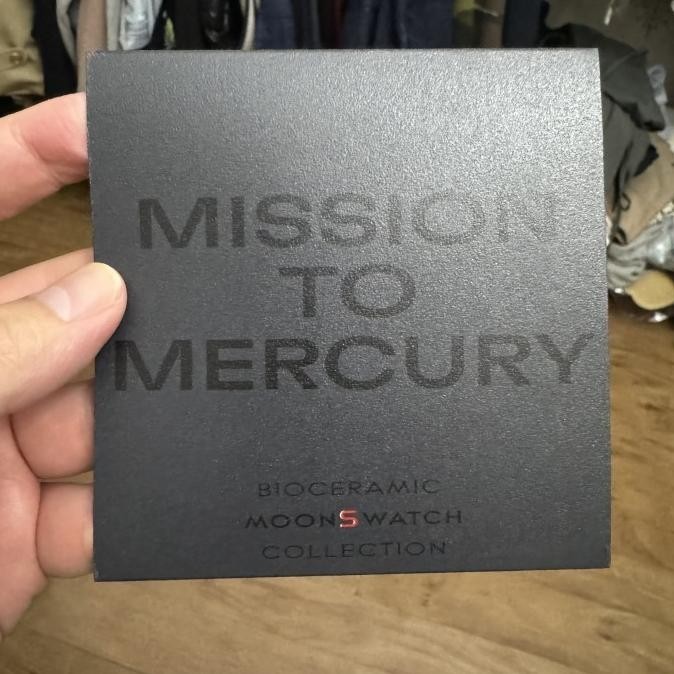 MISSION
TO
MERCURY
BIOCERAMIC
MOONSWATCH
COLLECTION